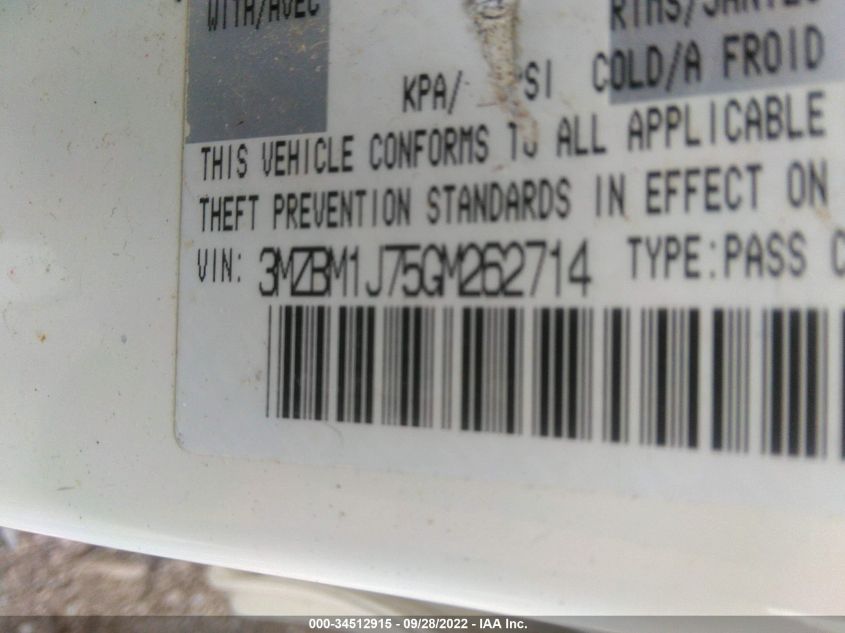 WITH/AVEC
RIMS/JANTES
KPA/ PSI COLD/A FROID
THIS VEHICLE CONFORMS TO ALL APPLICABLE
THEFT PREVENTION STANDARDS IN EFFECT ON
VIN: 3MZBM1J75GM262714 TYPE:PASS C
000-34512915 - 09/28/2022 - IAA Inc.